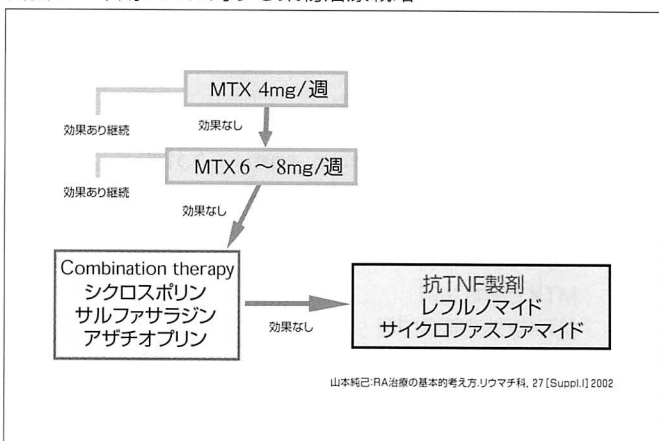 MTX 4mg/週
効果あり継続
効果なし
MTX 6～8mg/週
効果あり継続
効果なし
Combination therapy
シクロスポリン
サルファサラジン
アザチオプリン
効果なし
抗TNF製剤
レフルノマイド
サイクロファスファマイド
山本純己:RA治療の基本的考え方.リウマチ科, 27 [Suppl.I] 2002